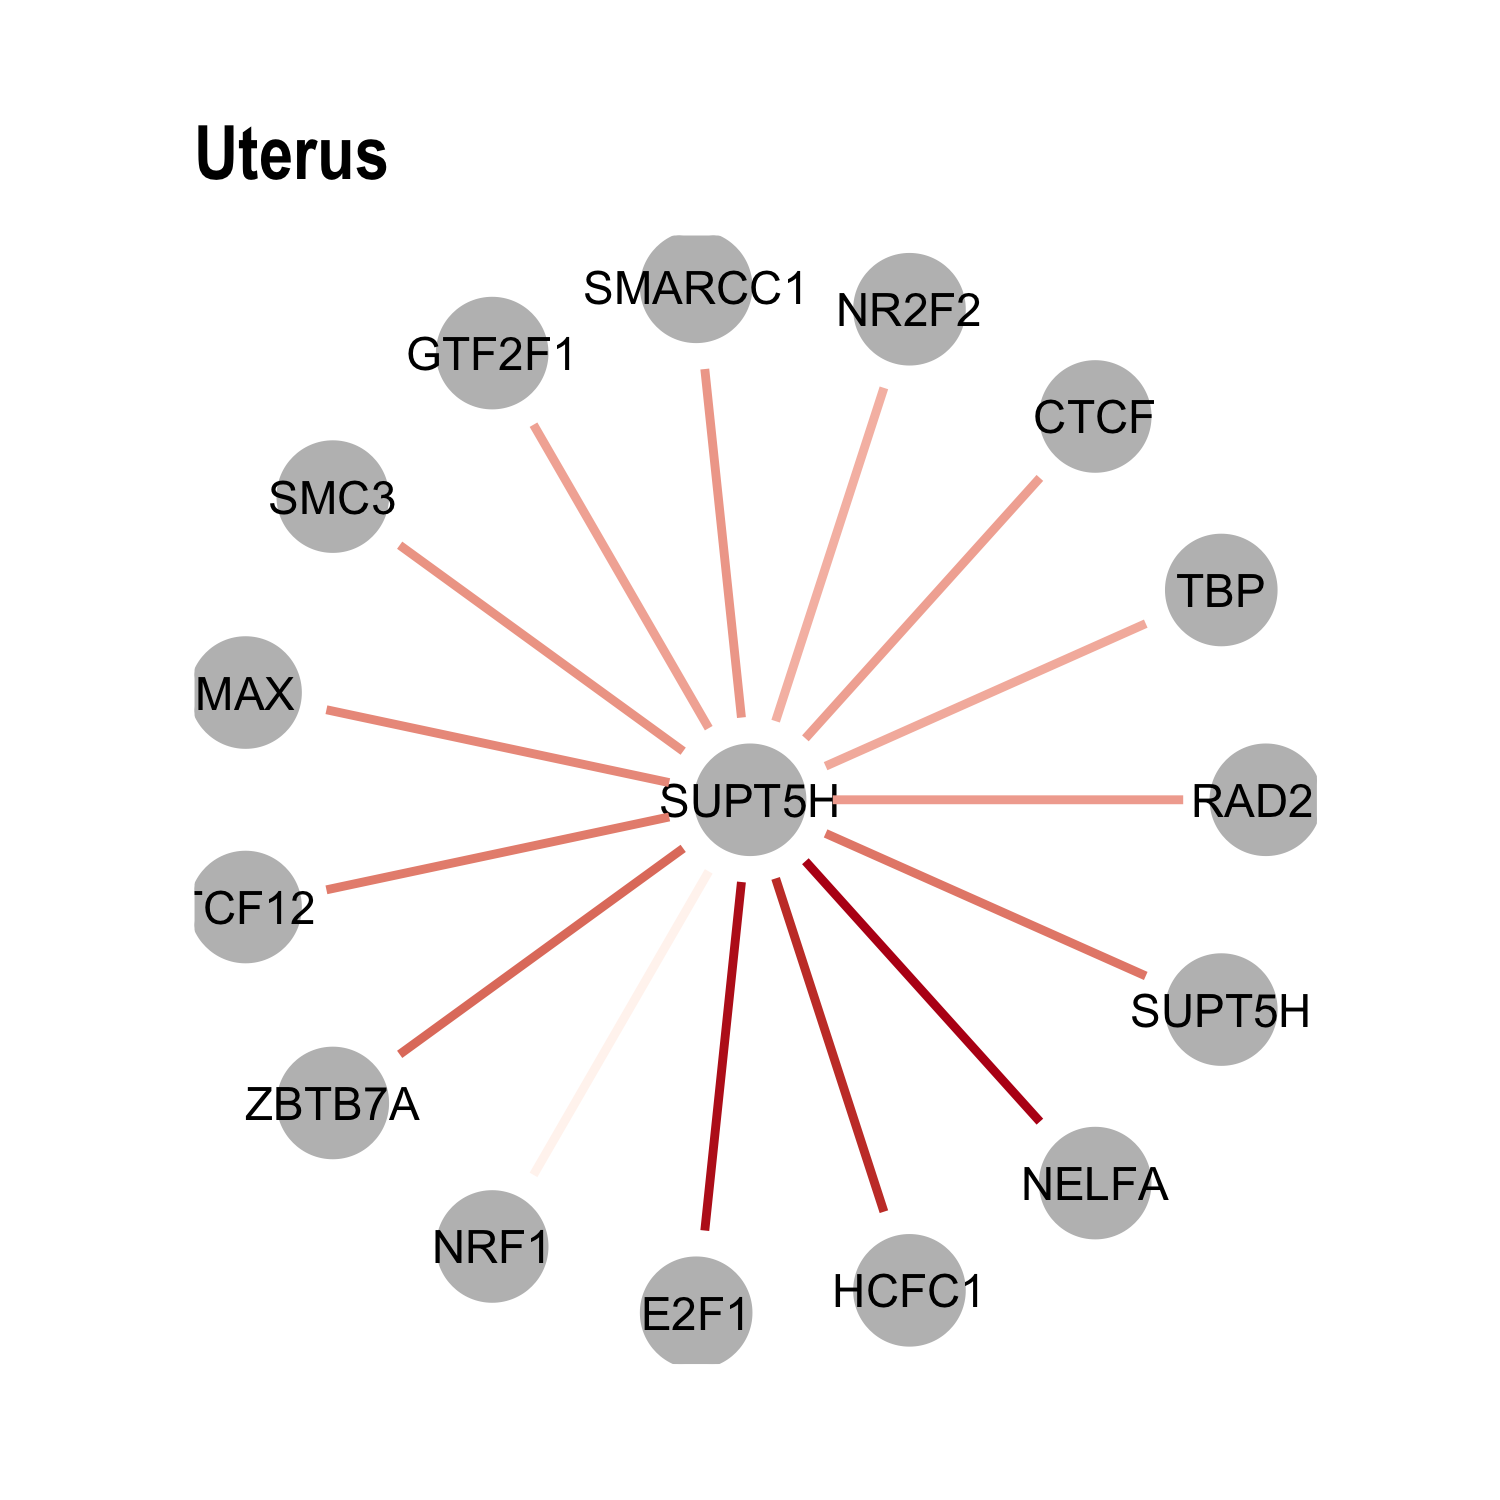 Uterus
SMARCC1
NR2F2
GTF2F1
CTCF
SMC3
TBP
MAX
SUPT5H
RAD2
TCF12
SUPT5H
ZBTB7A
NELFA
NRF1
HCFC1
E2F1